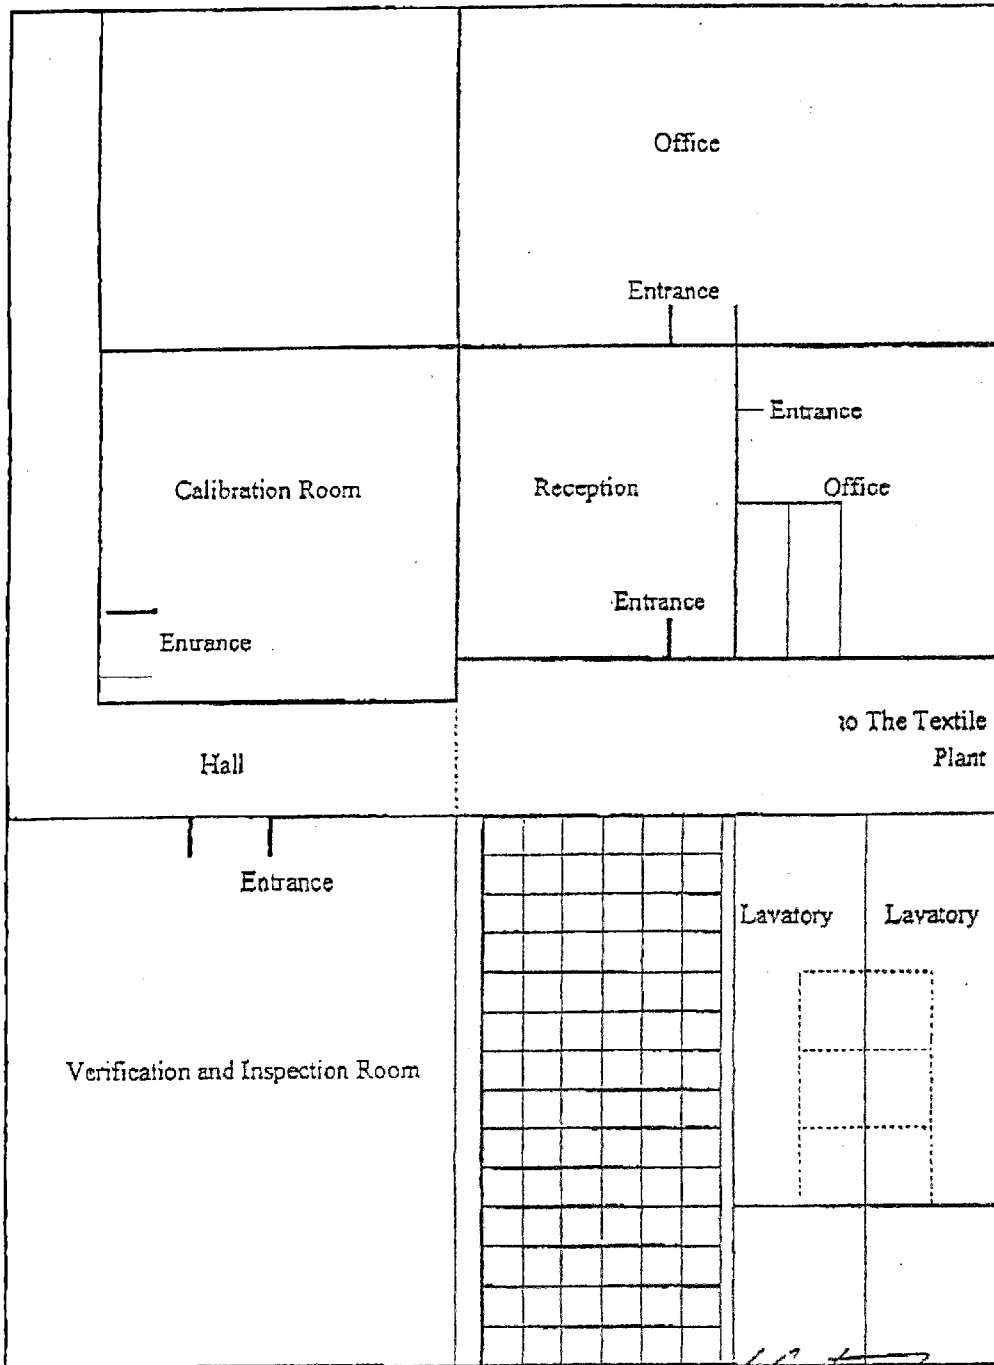 Office
Entrance
Entrance
Calibration Room
Reception
Office
Entrance
Entrance
to The Textile
Plant
Hall
Entrance
Lavatory
Lavatory
Verification and Inspection Room